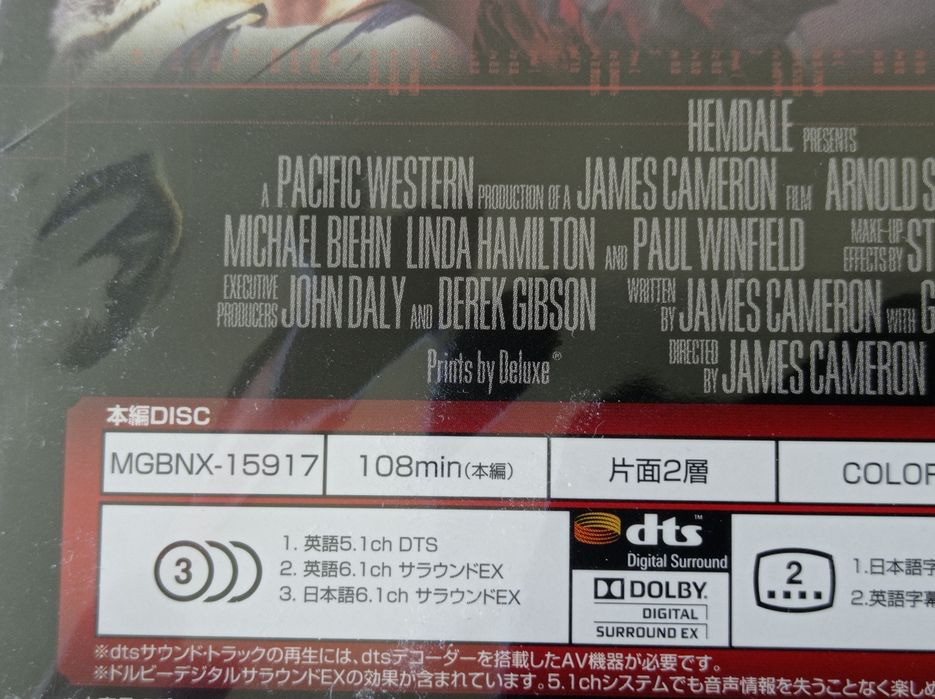 HEMDALE PRESENTS
A PACIFIC WESTERN PRODUCTION OF A JAMES CAMERON FILM ARNOLD S
MICHAEL BIEHN LINDA HAMILTON AND PAUL WINFIELD MAKE-UP EFFECTS BY ST
EXECUTIVE PRODUCERS JOHN DALY AND DEREK GIBSON WRITTEN BY JAMES CAMERON WITH G
Prints by Deluxe® DIRECTED BY JAMES CAMERON
本編DISC
MGBNX-15917 108min(本編) 片面2層 COLOR
3
1. 英語5.1ch DTS
2. 英語6.1ch サラウンドEX
3. 日本語6.1ch サラウンドEX
dts™
Digital Surround
DOLBY.
DIGITAL
SURROUND EX
2
1.日本語字
2.英語字幕
※dtsサウンド・トラックの再生には、dtsデコーダーを搭載したAV機器が必要です。
※ドルビーデジタルサラウンドEXの効果が含まれています。5.1chシステムでも音声情報を失うことなく楽しめ